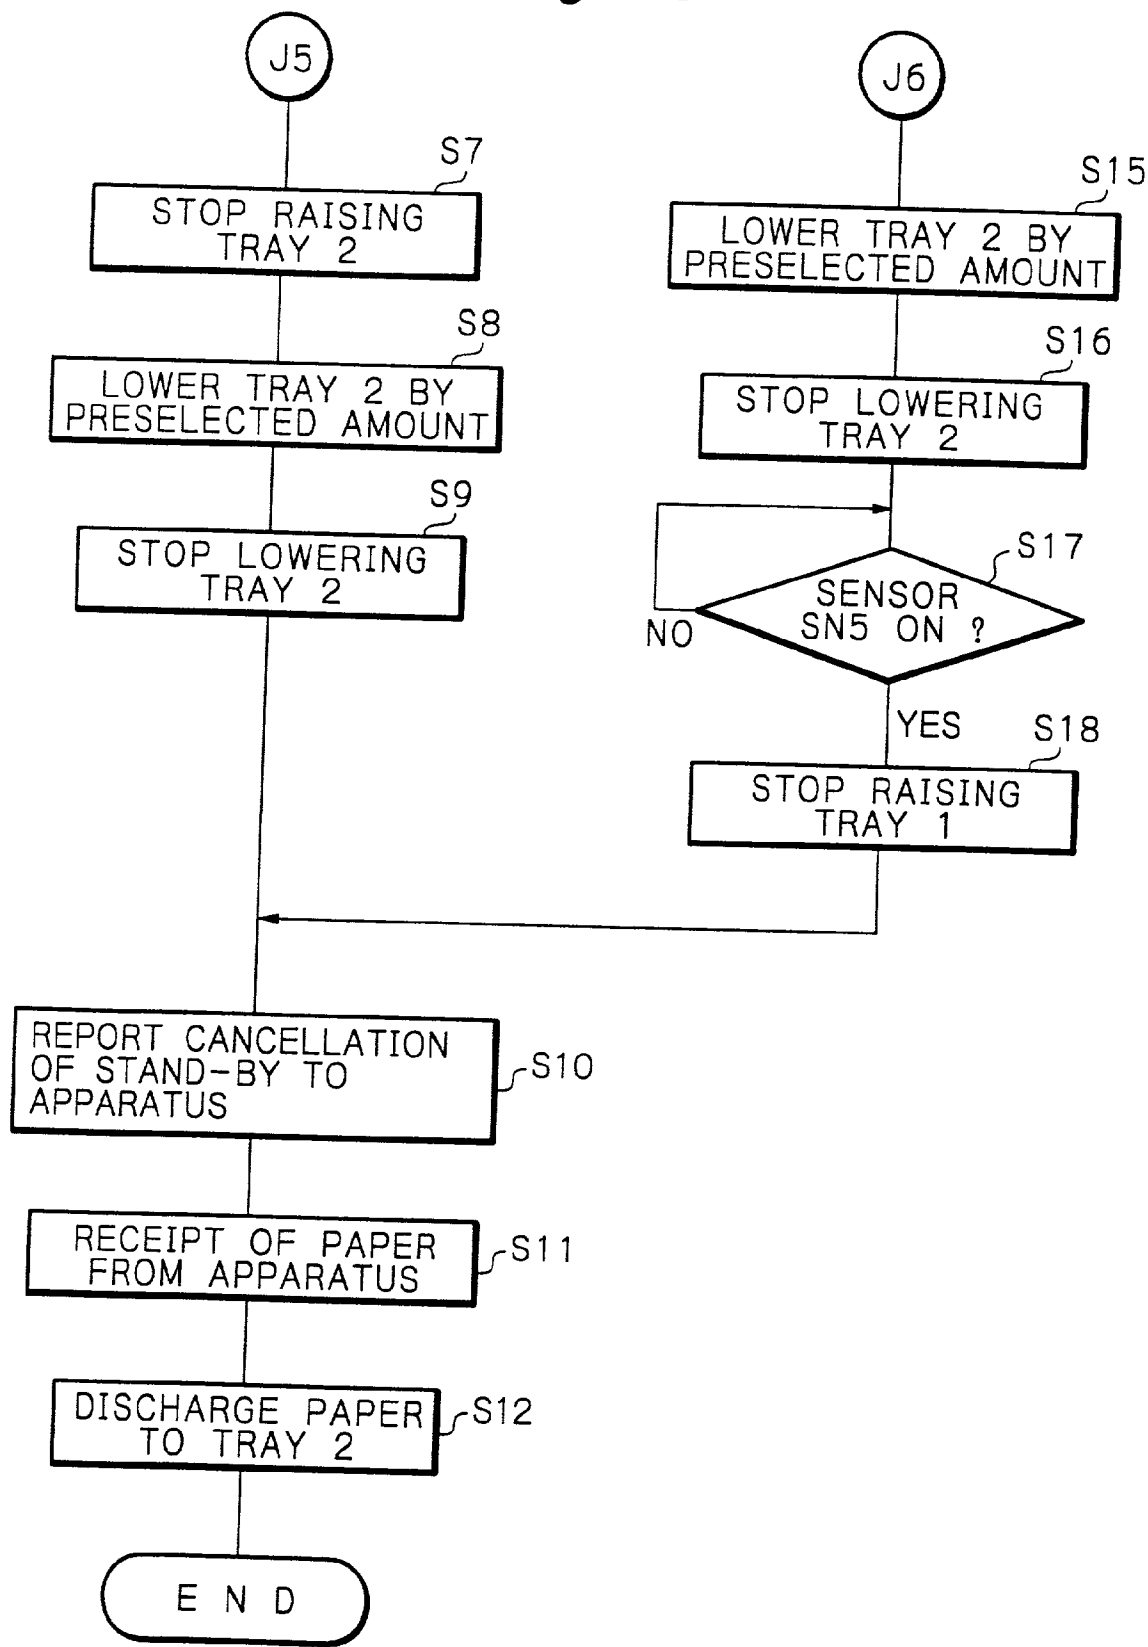 J5
S7
STOP RAISING
TRAY 2
S8
LOWER TRAY 2 BY
PRESELECTED AMOUNT
S9
STOP LOWERING
TRAY 2
J6
S15
LOWER TRAY 2 BY
PRESELECTED AMOUNT
S16
STOP LOWERING
TRAY 2
S17
SENSOR
SN5 ON ?
NO
YES
S18
STOP RAISING
TRAY 1
REPORT CANCELLATION
OF STAND-BY TO
APPARATUS
S10
RECEIPT OF PAPER
FROM APPARATUS
S11
DISCHARGE PAPER
TO TRAY 2
S12
END